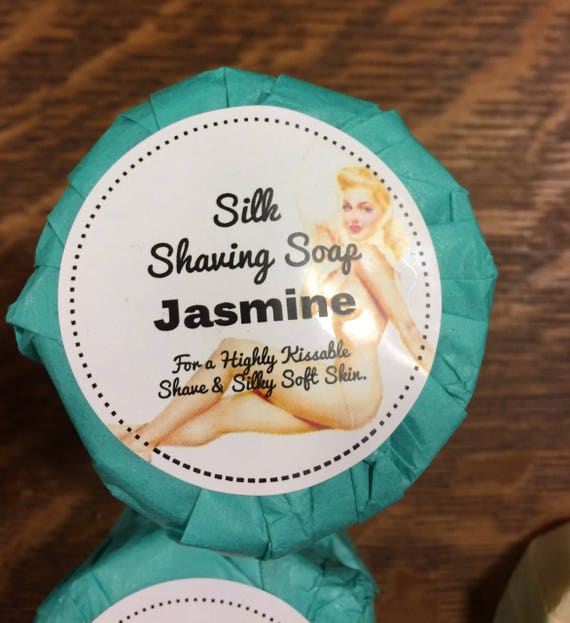 Silk
Shaving Soap
Jasmine
For a Highly Kissable
Shave & Silky Soft Skin.